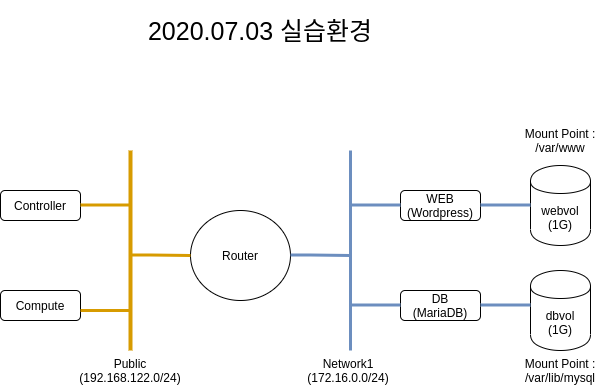 2020.07.03 실습환경
Mount Point :
/var/www
Controller
WEB
(Wordpress)
webvol
(1G)
Router
Compute
DB
(MariaDB)
dbvol
(1G)
Public
(192.168.122.0/24)
Network1
(172.16.0.0/24)
Mount Point :
/var/lib/mysql